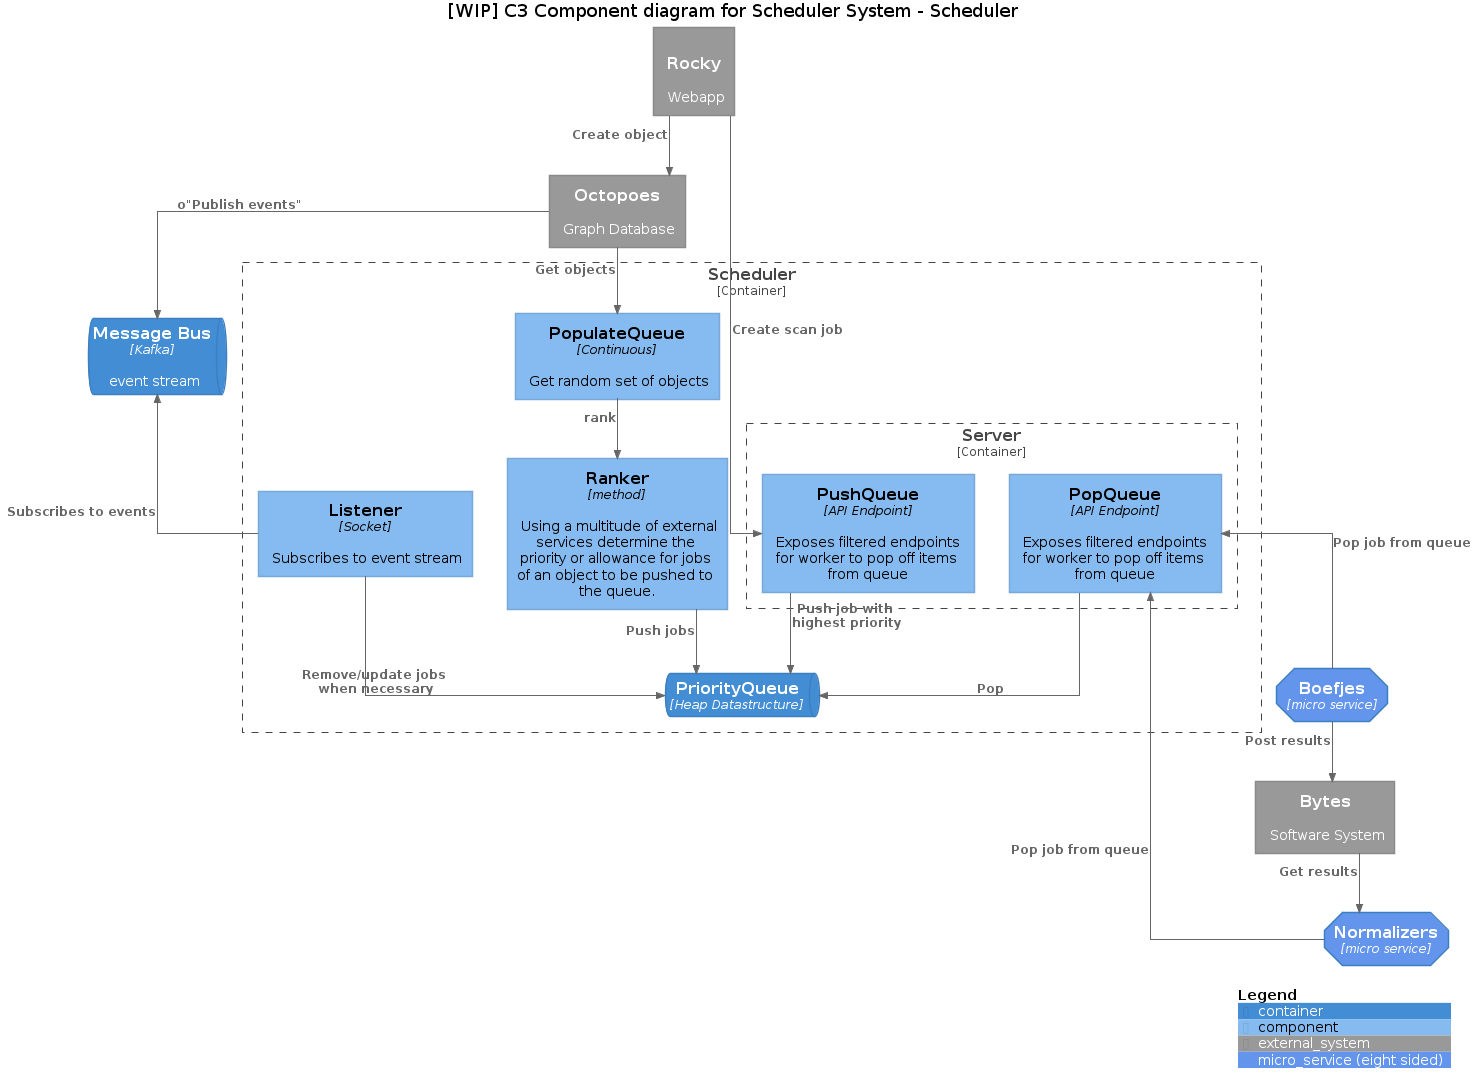 [WIP] C3 Component diagram for Scheduler System - Scheduler
Rocky
Webapp
Create object
Octopoes
Graph Database
o"Publish events"
Get objects
Scheduler
[Container]
Message Bus
[Kafka]
event stream
PopulateQueue
[Continuous]
Get random set of objects
Create scan job
rank
Server
[Container]
Ranker
[method]
Using a multitude of external
services determine the
priority or allowance for jobs
of an object to be pushed to
the queue.
Listener
[Socket]
Subscribes to event stream
Subscribes to events
PushQueue
[API Endpoint]
Exposes filtered endpoints
for worker to pop off items
from queue
PopQueue
[API Endpoint]
Exposes filtered endpoints
for worker to pop off items
from queue
Pop job from queue
Push job with
highest priority
Push jobs
Remove/update jobs
when necessary
PriorityQueue
[Heap Datastructure]
Pop
Boefjes
[micro service]
Post results
Bytes
Software System
Pop job from queue
Get results
Normalizers
[micro service]
Legend
container
component
external_system
micro_service (eight sided)